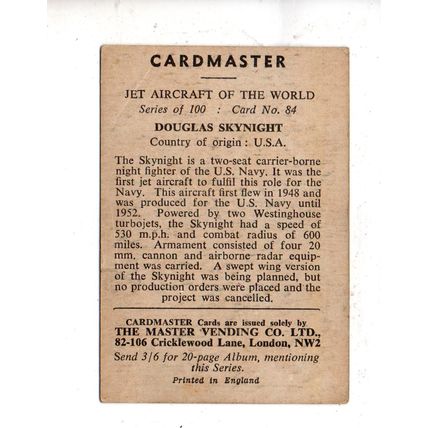 CARDMASTER
JET AIRCRAFT OF THE WORLD
Series of 100 : Card No. 84
DOUGLAS SKYNIGHT
Country of origin : U.S.A.
The Skynight is a two-seat carrier-borne
night fighter of the U.S. Navy. It was the
first jet aircraft to fulfil this role for the
Navy. This aircraft first flew in 1948 and
was produced for the U.S. Navy until
1952. Powered by two Westinghouse
turbojets, the Skynight had a speed of
530 m.p.h. and combat radius of 600
miles. Armament consisted of four 20
mm. cannon and airborne radar equip-
ment was carried. A swept wing version
of the Skynight was being planned, but
no production orders were placed and the
project was cancelled.
CARDMASTER Cards are issued solely by
THE MASTER VENDING CO. LTD.,
82-106 Cricklewood Lane, London, NW2
Send 3/6 for 20-page Album, mentioning
this Series.
Printed in England